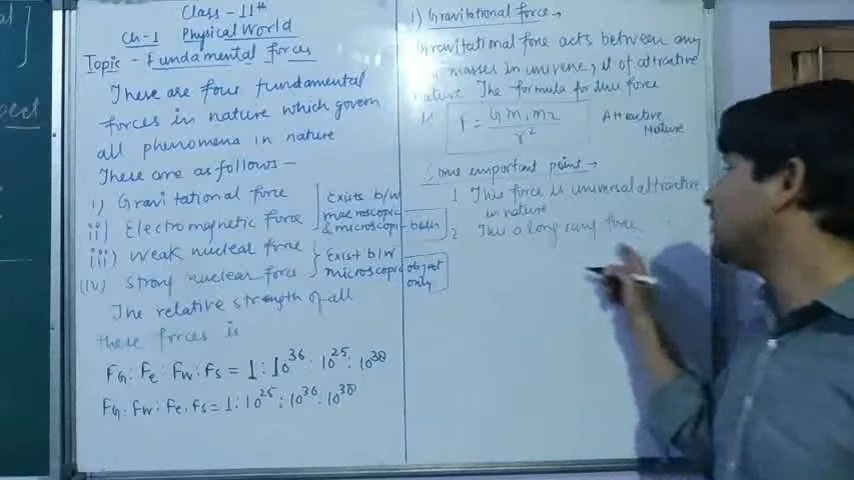 Class - 11th
Ch-1 Physical World
Topic - Fundamental forces
There are four fundamental
forces in nature which govern
all phenomena in nature
There are as follows -
i) Gravitational force
ii) Electromagnetic force
iii) Weak nuclear force
(iv) Strong nuclear force
Exists b/w
macroscopic
& microscopic both
Exist b/w
microscopic object
only
The relative strength of all
these forces is
FG : Fe : Fw : Fs = 1 : 10^36 : 10^25 : 10^38
FG : Fw : Fe : Fs = 1 : 10^25 : 10^36 : 10^38
1) Gravitational force →
Gravitational force acts between any
masses in universe, it of attractive
nature. The formula for this force
is
F = G m1 m2 / r^2
Attractive
Nature
Some important point →
1 This force is universal attractive
in nature
2 This a long rang force
ect